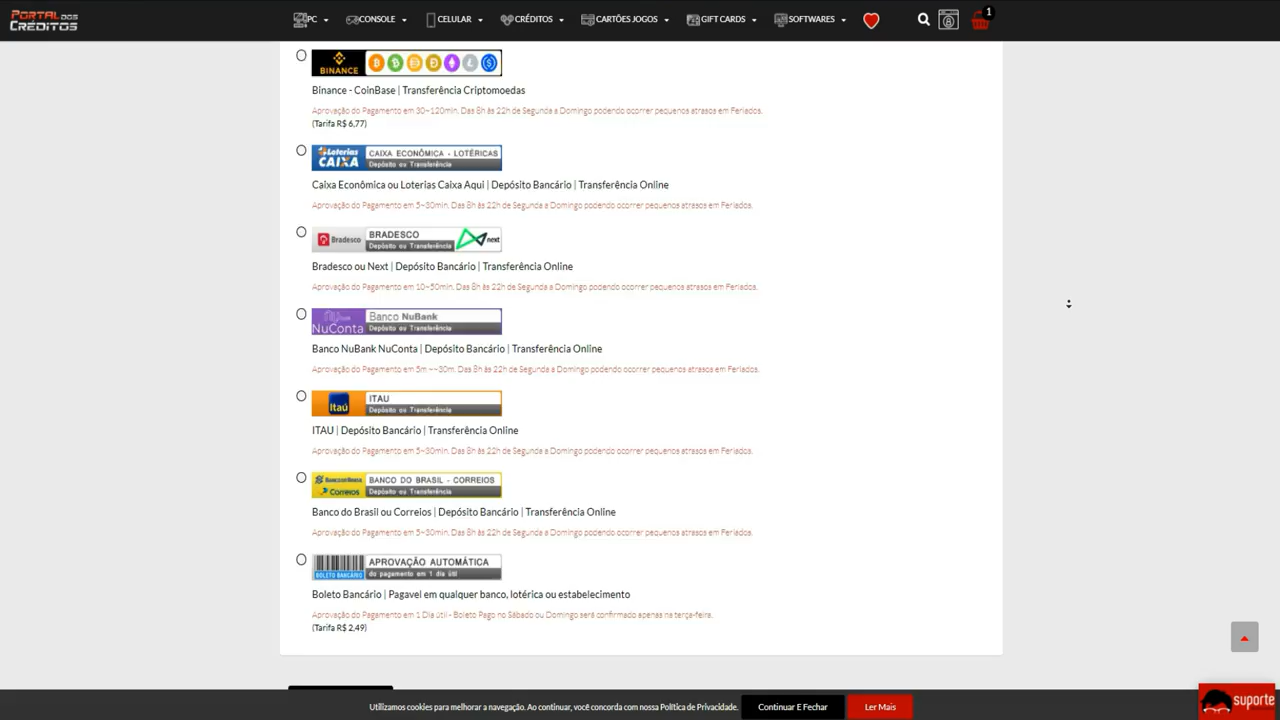 PORTAL DOS
CRÉDITOS
PC
CONSOLE
CELULAR
CRÉDITOS
CARTÕES JOGOS
GIFT CARDS
SOFTWARES
1
BINANCE
Binance - CoinBase | Transferência Criptomoedas
Aprovação do Pagamento em 30~120min. Das 8h às 22h de Segunda a Domingo podendo ocorrer pequenos atrasos em Feriados.
(Tarifa R$ 6,77)
Loterias CAIXA
CAIXA ECONÔMICA - LOTÉRICAS
Depósito ou Transferência
Caixa Econômica ou Loterias Caixa Aqui | Depósito Bancário | Transferência Online
Aprovação do Pagamento em 5~30min. Das 8h às 22h de Segunda a Domingo podendo ocorrer pequenos atrasos em Feriados.
Bradesco
BRADESCO
Depósito ou Transferência
next
Bradesco ou Next | Depósito Bancário | Transferência Online
Aprovação do Pagamento em 10~50min. Das 8h às 22h de Segunda a Domingo podendo ocorrer pequenos atrasos em Feriados.
nu
NuConta
Banco NuBank
Depósito ou Transferência
Banco NuBank NuConta | Depósito Bancário | Transferência Online
Aprovação do Pagamento em 5m ~~30m. Das 8h às 22h de Segunda a Domingo podendo ocorrer pequenos atrasos em Feriados.
Itaú
ITAU
Depósito ou Transferência
ITAU | Depósito Bancário | Transferência Online
Aprovação do Pagamento em 5~30min. Das 8h às 22h de Segunda a Domingo podendo ocorrer pequenos atrasos em Feriados.
Correios
BANCO DO BRASIL - CORREIOS
Depósito ou Transferência
Banco do Brasil ou Correios | Depósito Bancário | Transferência Online
Aprovação do Pagamento em 5~30min. Das 8h às 22h de Segunda a Domingo podendo ocorrer pequenos atrasos em Feriados.
BOLETO BANCÁRIO
APROVAÇÃO AUTOMÁTICA
do pagamento em 1 dia útil
Boleto Bancário | Pagavel em qualquer banco, lotérica ou estabelecimento
Aprovação do Pagamento em 1 Dia útil - Boleto Pago no Sábado ou Domingo será confirmado apenas na terça-feira.
(Tarifa R$ 2,49)
Utilizamos cookies para melhorar a navegação. Ao continuar, você concorda com nossa Política de Privacidade.
Continuar E Fechar
Ler Mais
suporte